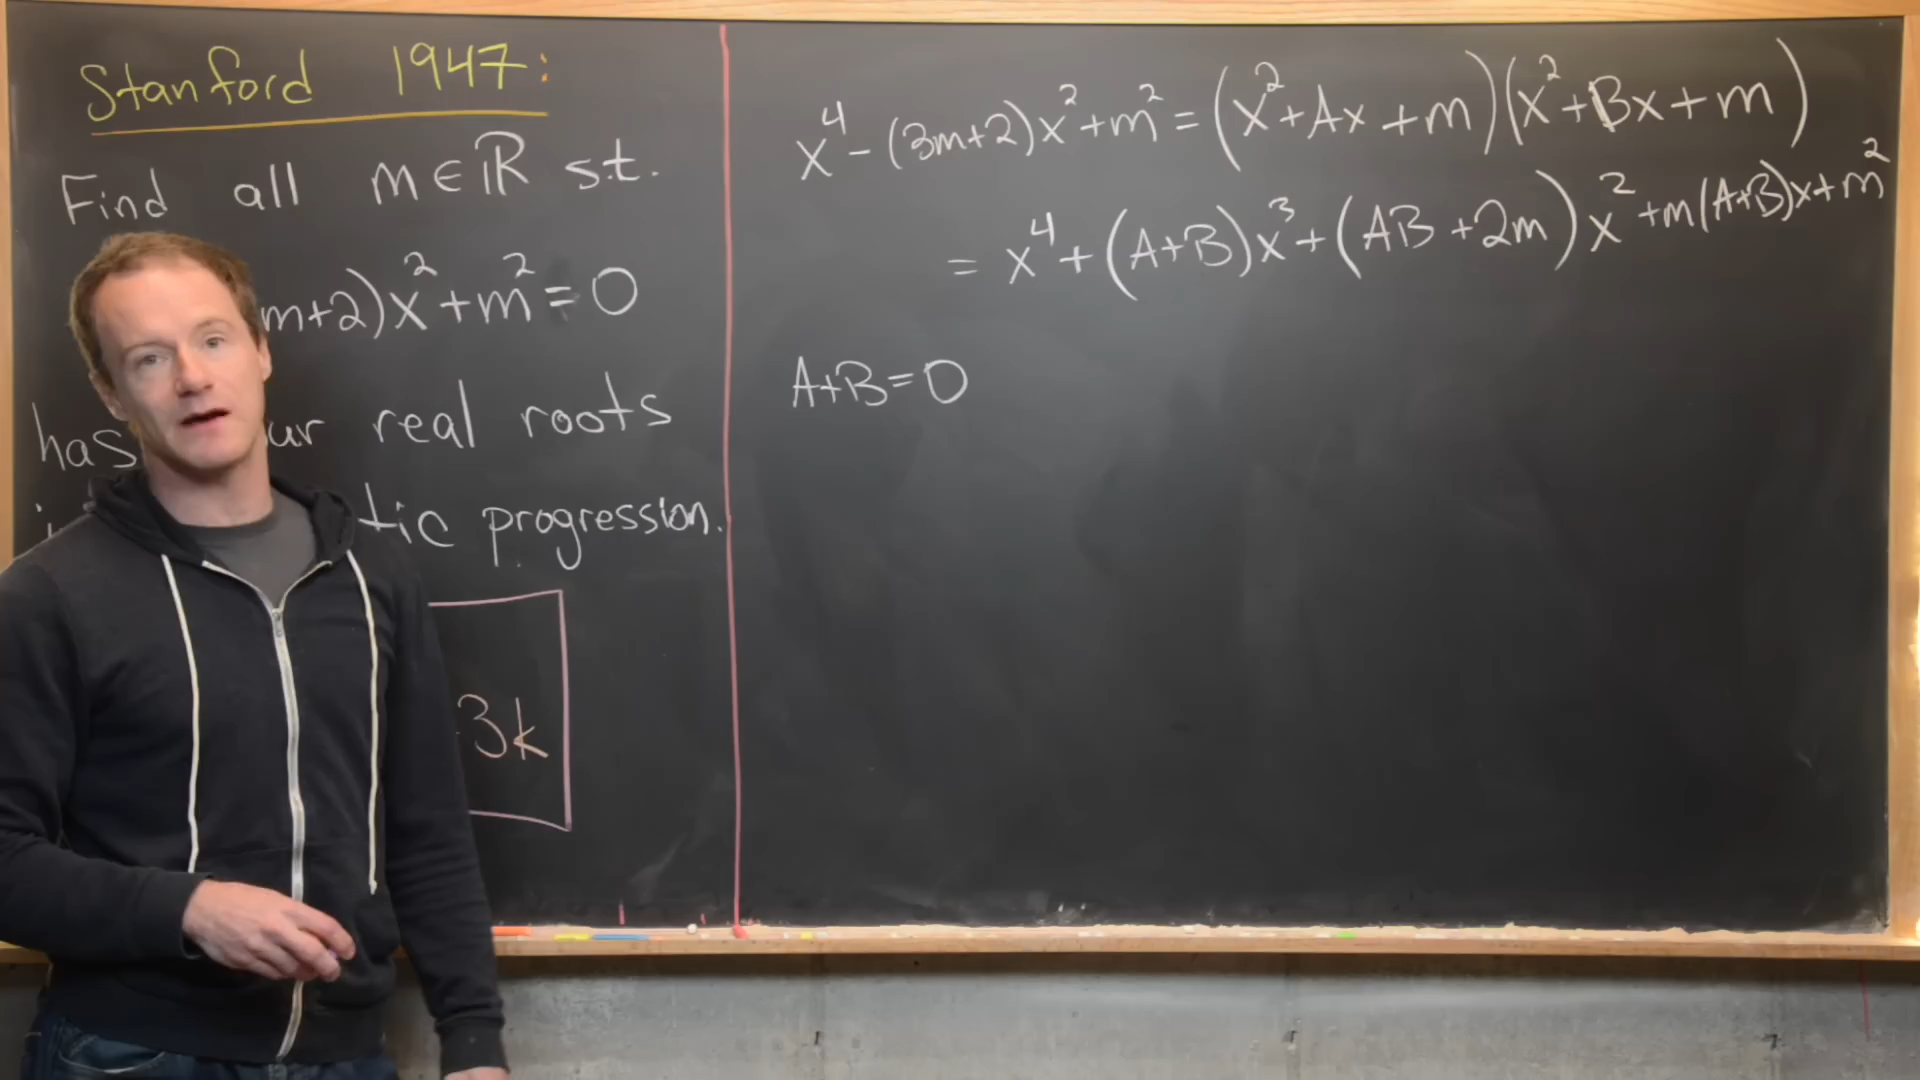 Stanford 1947:
Find all m∈ℝ s.t.
m+2)x²+m²=0
has ur real roots
tic progression.
3k
x⁴-(3m+2)x²+m²=(x²+Ax+m)(x²+Bx+m)
=x⁴+(A+B)x³+(AB+2m)x²+m(A+B)x+m²
A+B=0